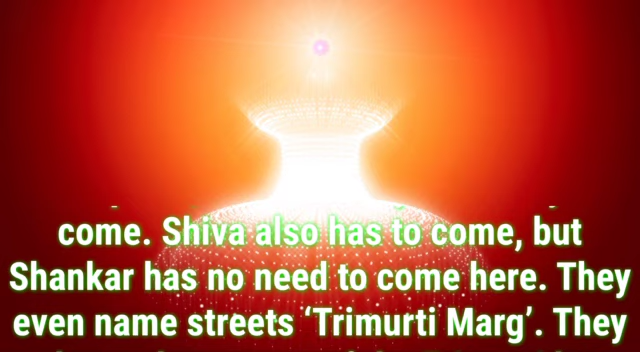 come. Shiva also has to come, but
Shankar has no need to come here. They
even name streets ‘Trimurti Marg’. They